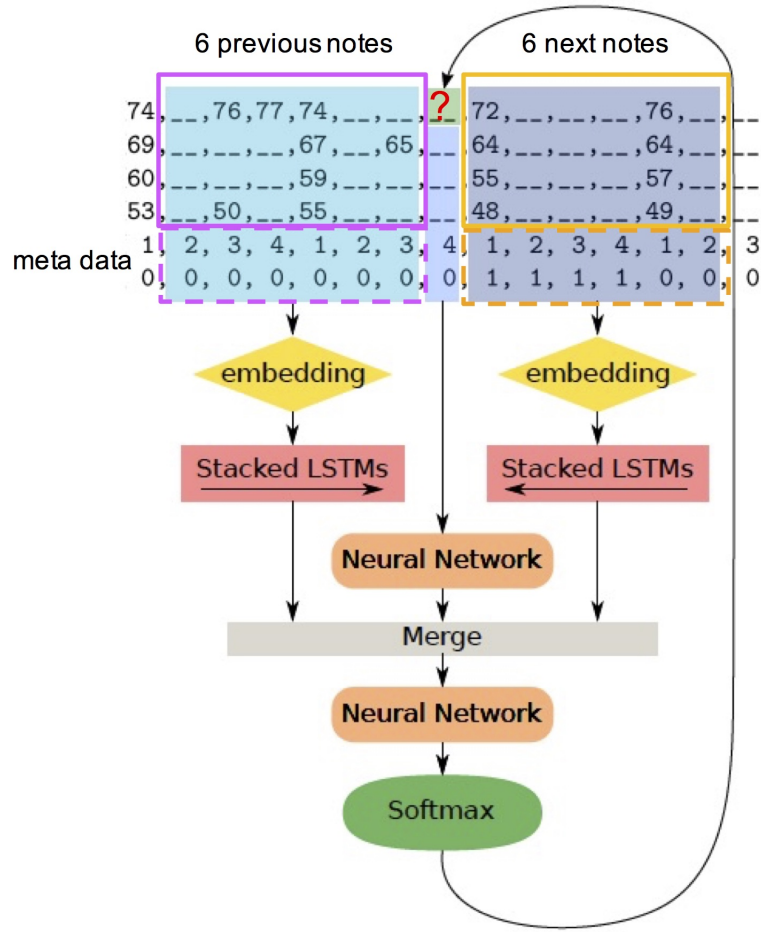 6 previous notes 6 next notes
74,__,76,77,74,__,__,?,72,__,__,__,76,__,__
69,__,__,__,67,__,65,__,64,__,__,__,64,__,__
60,__,__,__,59,__,__,__,55,__,__,__,57,__,__
53,__,50,__,55,__,__,__,48,__,__,__,49,__,__
meta data
1, 2, 3, 4, 1, 2, 3, 4, 1, 2, 3, 4, 1, 2, 3
0, 0, 0, 0, 0, 0, 0, 0, 1, 1, 1, 1, 0, 0, 0
embedding embedding
Stacked LSTMs Stacked LSTMs
Neural Network
Merge
Neural Network
Softmax